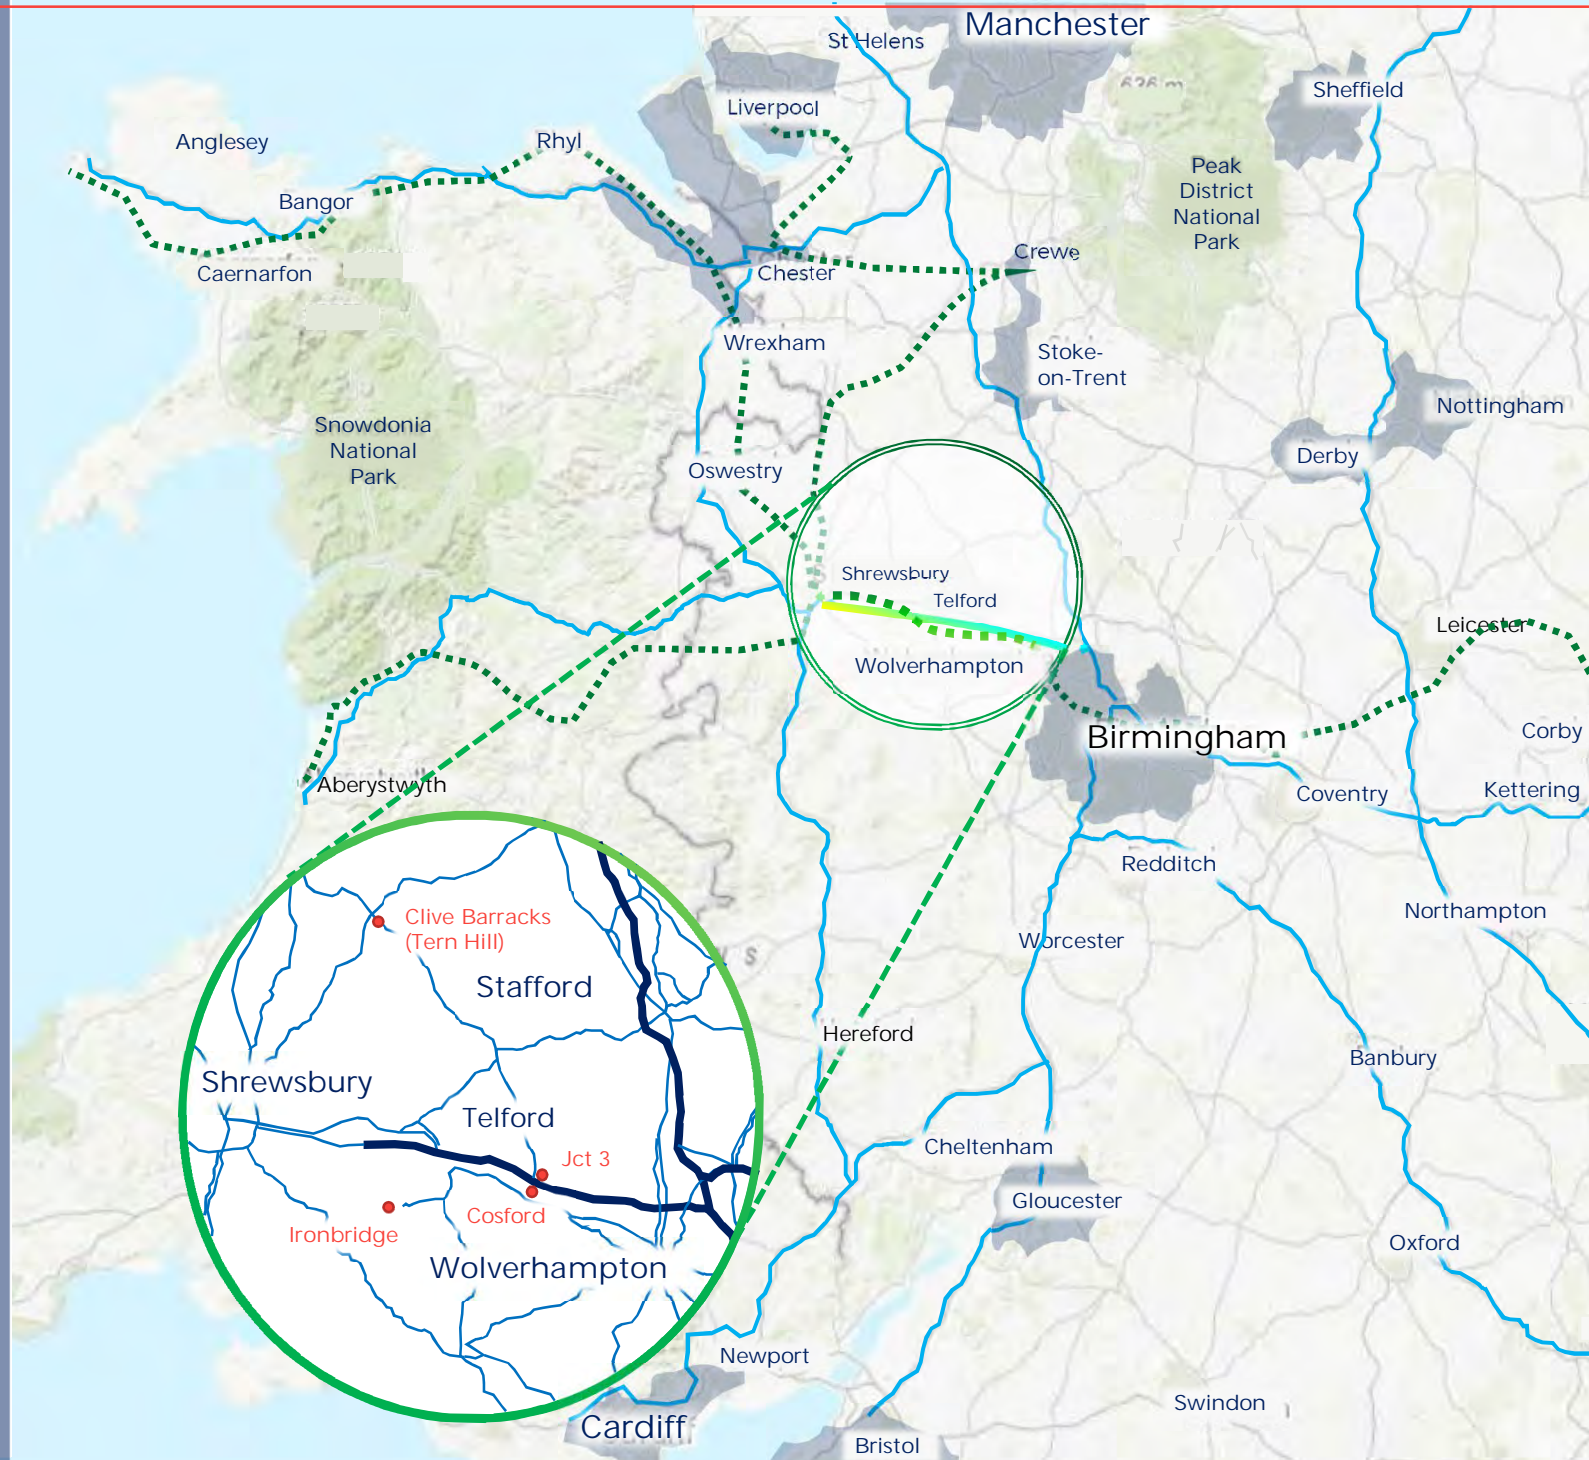 Manchester
St Helens
Sheffield
Liverpool
Anglesey
Rhyl
Peak
District
National
Park
Bangor
Crewe
Caernarfon
Chester
Wrexham
Stoke-
on-Trent
Nottingham
Snowdonia
National
Park
Derby
Oswestry
Shrewsbury
Telford
Leicester
Wolverhampton
Birmingham
Corby
Aberystwyth
Coventry
Kettering
Redditch
Northampton
Clive Barracks
(Tern Hill)
Worcester
S
Stafford
Hereford
Banbury
Shrewsbury
Telford
Cheltenham
Jct 3
Gloucester
Cosford
Ironbridge
Oxford
Wolverhampton
Newport
Swindon
Cardiff
Bristol